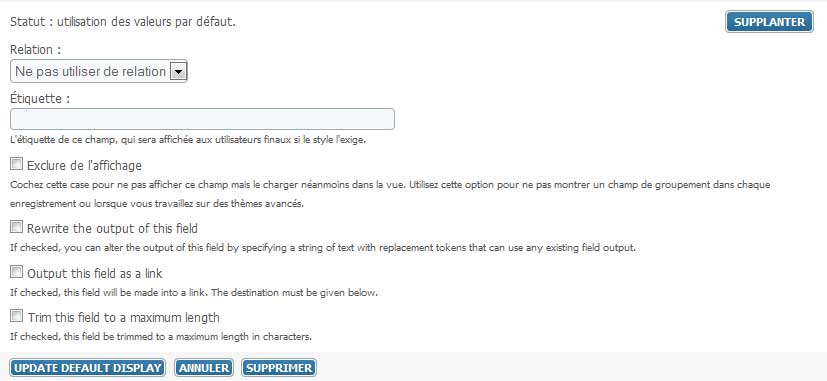 Statut : utilisation des valeurs par défaut.
SUPPLANTER
Relation :
Ne pas utiliser de relation
Étiquette :
L'étiquette de ce champ, qui sera affichée aux utilisateurs finaux si le style l'exige.
Exclure de l'affichage
Cochez cette case pour ne pas afficher ce champ mais le charger néanmoins dans la vue. Utilisez cette option pour ne pas montrer un champ de groupement dans chaque
enregistrement ou lorsque vous travaillez sur des thèmes avancés.
Rewrite the output of this field
If checked, you can alter the output of this field by specifying a string of text with replacement tokens that can use any existing field output.
Output this field as a link
If checked, this field will be made into a link. The destination must be given below.
Trim this field to a maximum length
If checked, this field be trimmed to a maximum length in characters.
UPDATE DEFAULT DISPLAY ANNULER SUPPRIMER